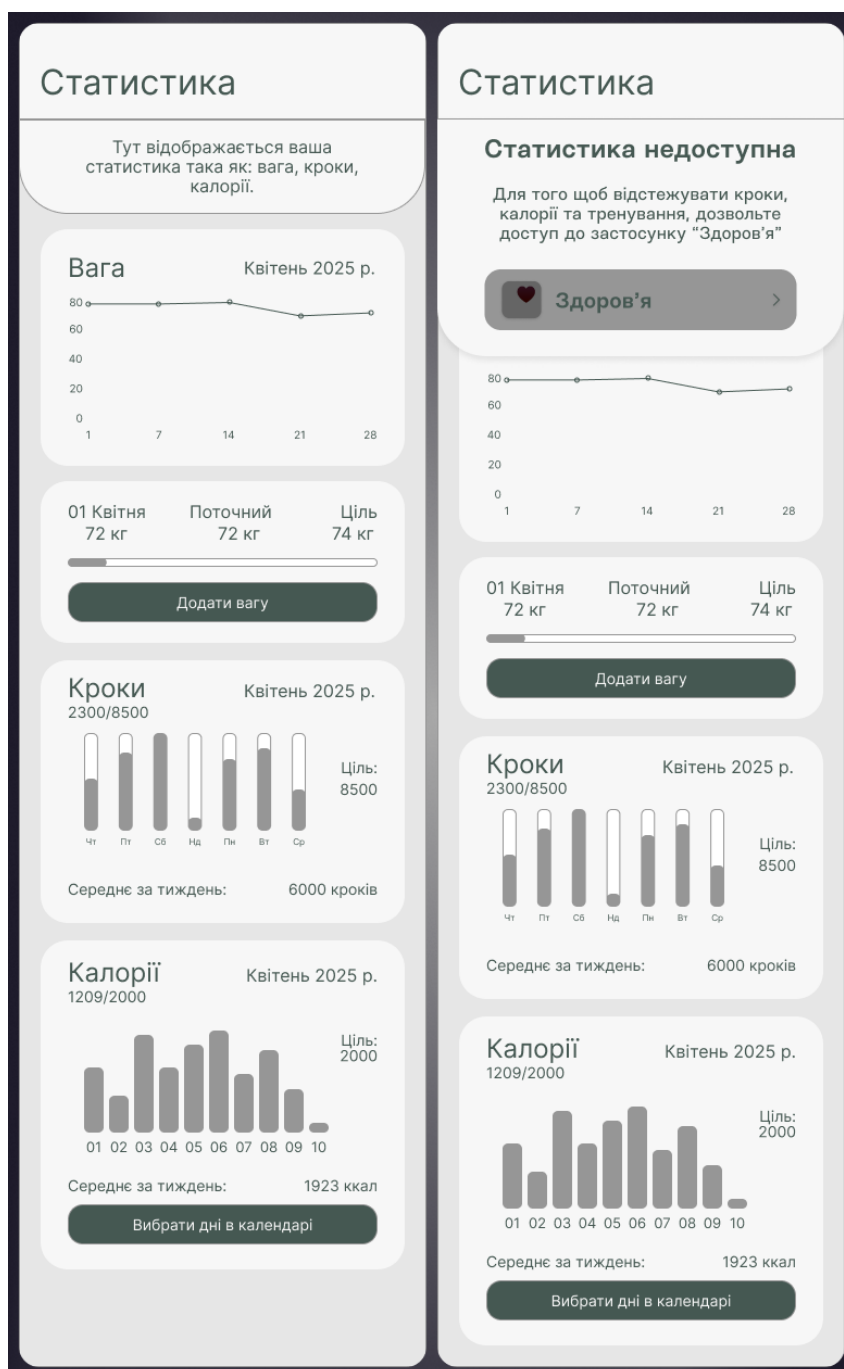 Статистика
Тут відображається ваша
статистика така як: вага, кроки,
калорії.
Вага
Квітень 2025 р.
80
60
40
20
0
1 7 14 21 28
01 Квітня Поточний Ціль
72 кг 72 кг 74 кг
Додати вагу
Кроки
Квітень 2025 р.
2300/8500
Ціль:
8500
Чт Пт Сб Нд Пн Вт Ср
Середнє за тиждень: 6000 кроків
Калорії
Квітень 2025 р.
1209/2000
Ціль:
2000
01 02 03 04 05 06 07 08 09 10
Середнє за тиждень: 1923 ккал
Вибрати дні в календарі
Статистика
Статистика недоступна
Для того щоб відстежувати кроки,
калорії та тренування, дозвольте
доступ до застосунку “Здоров’я”
Здоров’я
80
60
40
20
0
1 7 14 21 28
01 Квітня Поточний Ціль
72 кг 72 кг 74 кг
Додати вагу
Кроки
Квітень 2025 р.
2300/8500
Ціль:
8500
Чт Пт Сб Нд Пн Вт Ср
Середнє за тиждень: 6000 кроків
Калорії
Квітень 2025 р.
1209/2000
Ціль:
2000
01 02 03 04 05 06 07 08 09 10
Середнє за тиждень: 1923 ккал
Вибрати дні в календарі